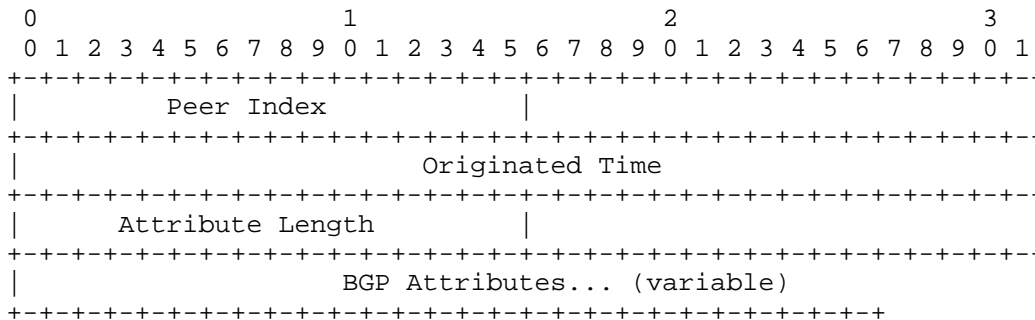 0                   1                   2                   3
 0 1 2 3 4 5 6 7 8 9 0 1 2 3 4 5 6 7 8 9 0 1 2 3 4 5 6 7 8 9 0 1
+-+-+-+-+-+-+-+-+-+-+-+-+-+-+-+-+-+-+-+-+-+-+-+-+-+-+-+-+-+-+-+-
|         Peer Index            |
+-+-+-+-+-+-+-+-+-+-+-+-+-+-+-+-+-+-+-+-+-+-+-+-+-+-+-+-+-+-+-+-
|                         Originated Time
+-+-+-+-+-+-+-+-+-+-+-+-+-+-+-+-+-+-+-+-+-+-+-+-+-+-+-+-+-+-+-+-
|      Attribute Length         |
+-+-+-+-+-+-+-+-+-+-+-+-+-+-+-+-+-+-+-+-+-+-+-+-+-+-+-+-+-+-+-+-
|                    BGP Attributes... (variable)
+-+-+-+-+-+-+-+-+-+-+-+-+-+-+-+-+-+-+-+-+-+-+-+-+-+-+-+